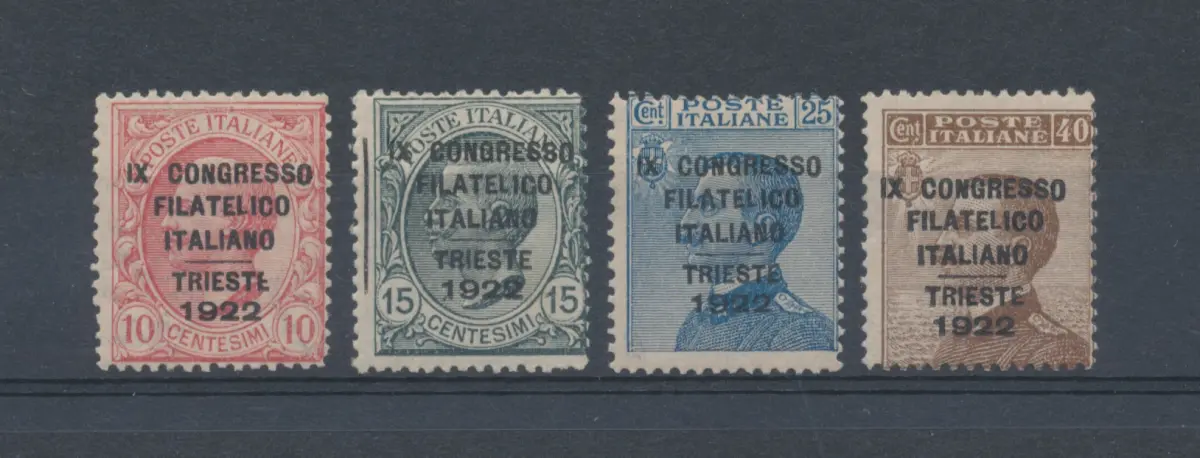 POSTE ITALIANE
IX CONGRESSO
FILATELICO
ITALIANO
TRIESTE
1922
10 10
CENTESIMI
POSTE ITALIANE
IX CONGRESSO
FILATELICO
ITALIANO
TRIESTE
1922
15 15
CENTESIMI
Cent POSTE 25
ITALIANE
IX CONGRESSO
FILATELICO
ITALIANO
TRIESTE
1922
Cent POSTE 40
ITALIANE
IX CONGRESSO
FILATELICO
ITALIANO
TRIESTE
1922